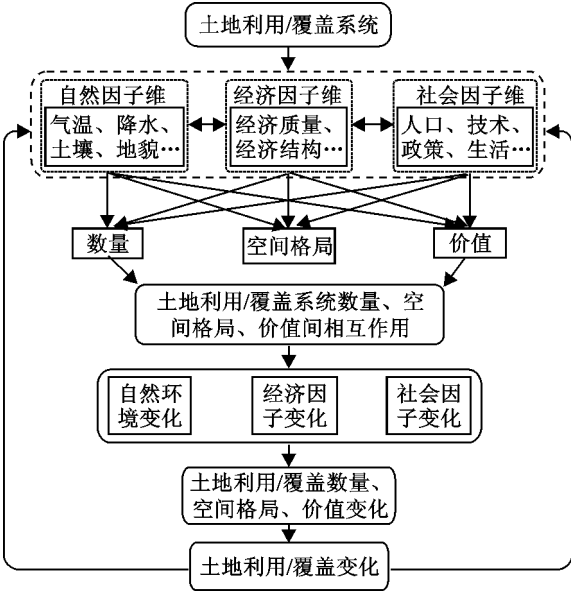 土地利用/覆盖系统
自然因子维
经济因子维
社会因子维
气温、降水、
土壤、地貌…
经济质量、
经济结构…
人口、技术、
政策、生活…
数量
空间格局
价值
土地利用/覆盖系统数量、空
间格局、价值间相互作用
自然环
境变化
经济因
子变化
社会因
子变化
土地利用/覆盖数量、
空间格局、价值变化
土地利用/覆盖变化